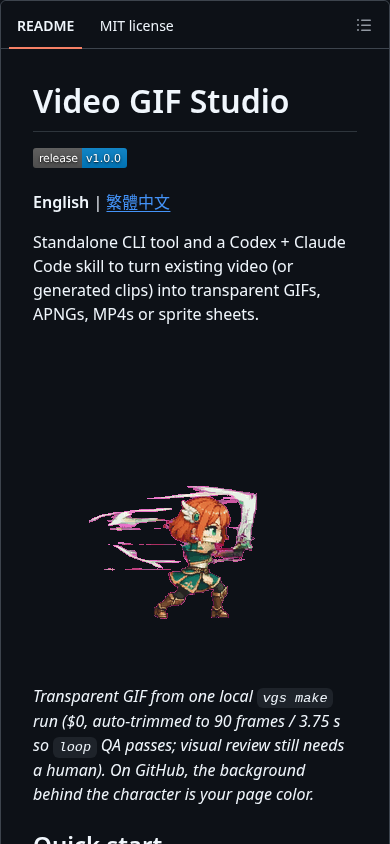 README MIT license
Video GIF Studio
release v1.0.0
English | 繁體中文
Standalone CLI tool and a Codex + Claude
Code skill to turn existing video (or
generated clips) into transparent GIFs,
APNGs, MP4s or sprite sheets.
Transparent GIF from one local vgs make
run ($0, auto-trimmed to 90 frames / 3.75 s
so loop QA passes; visual review still needs
a human). On GitHub, the background
behind the character is your page color.
Quick start